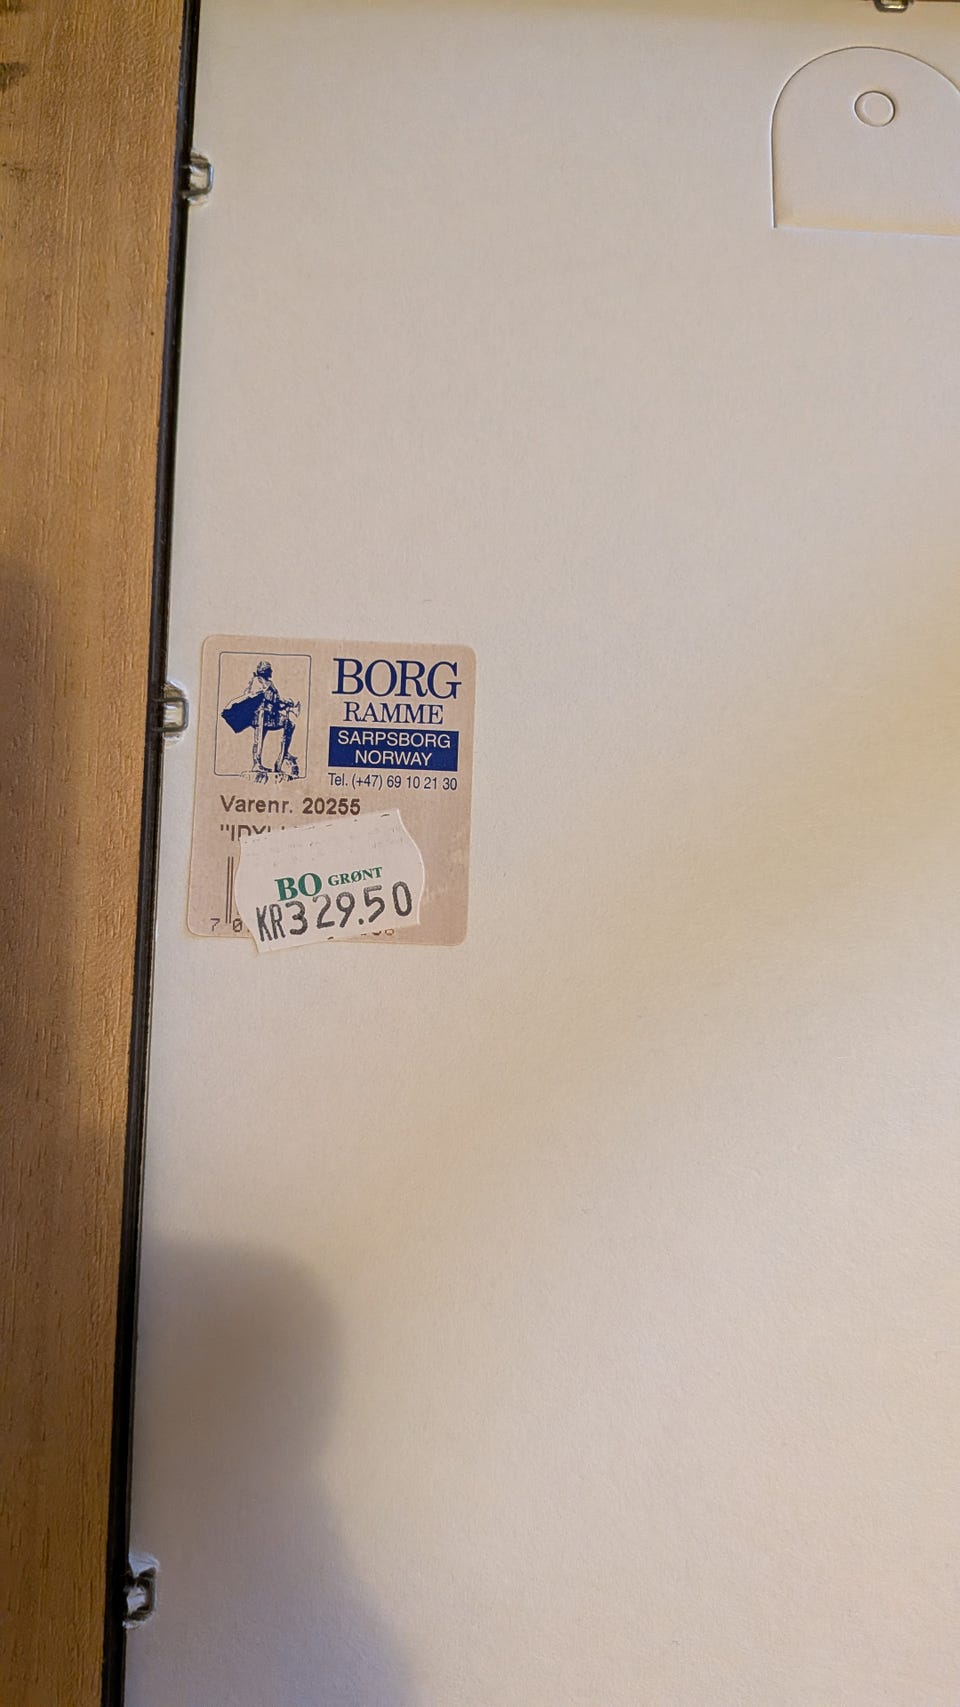 BORG
RAMME
SARPSBORG
NORWAY
Tel. (+47) 69 10 21 30
Varenr. 20255
BO GRØNT
KR329.50